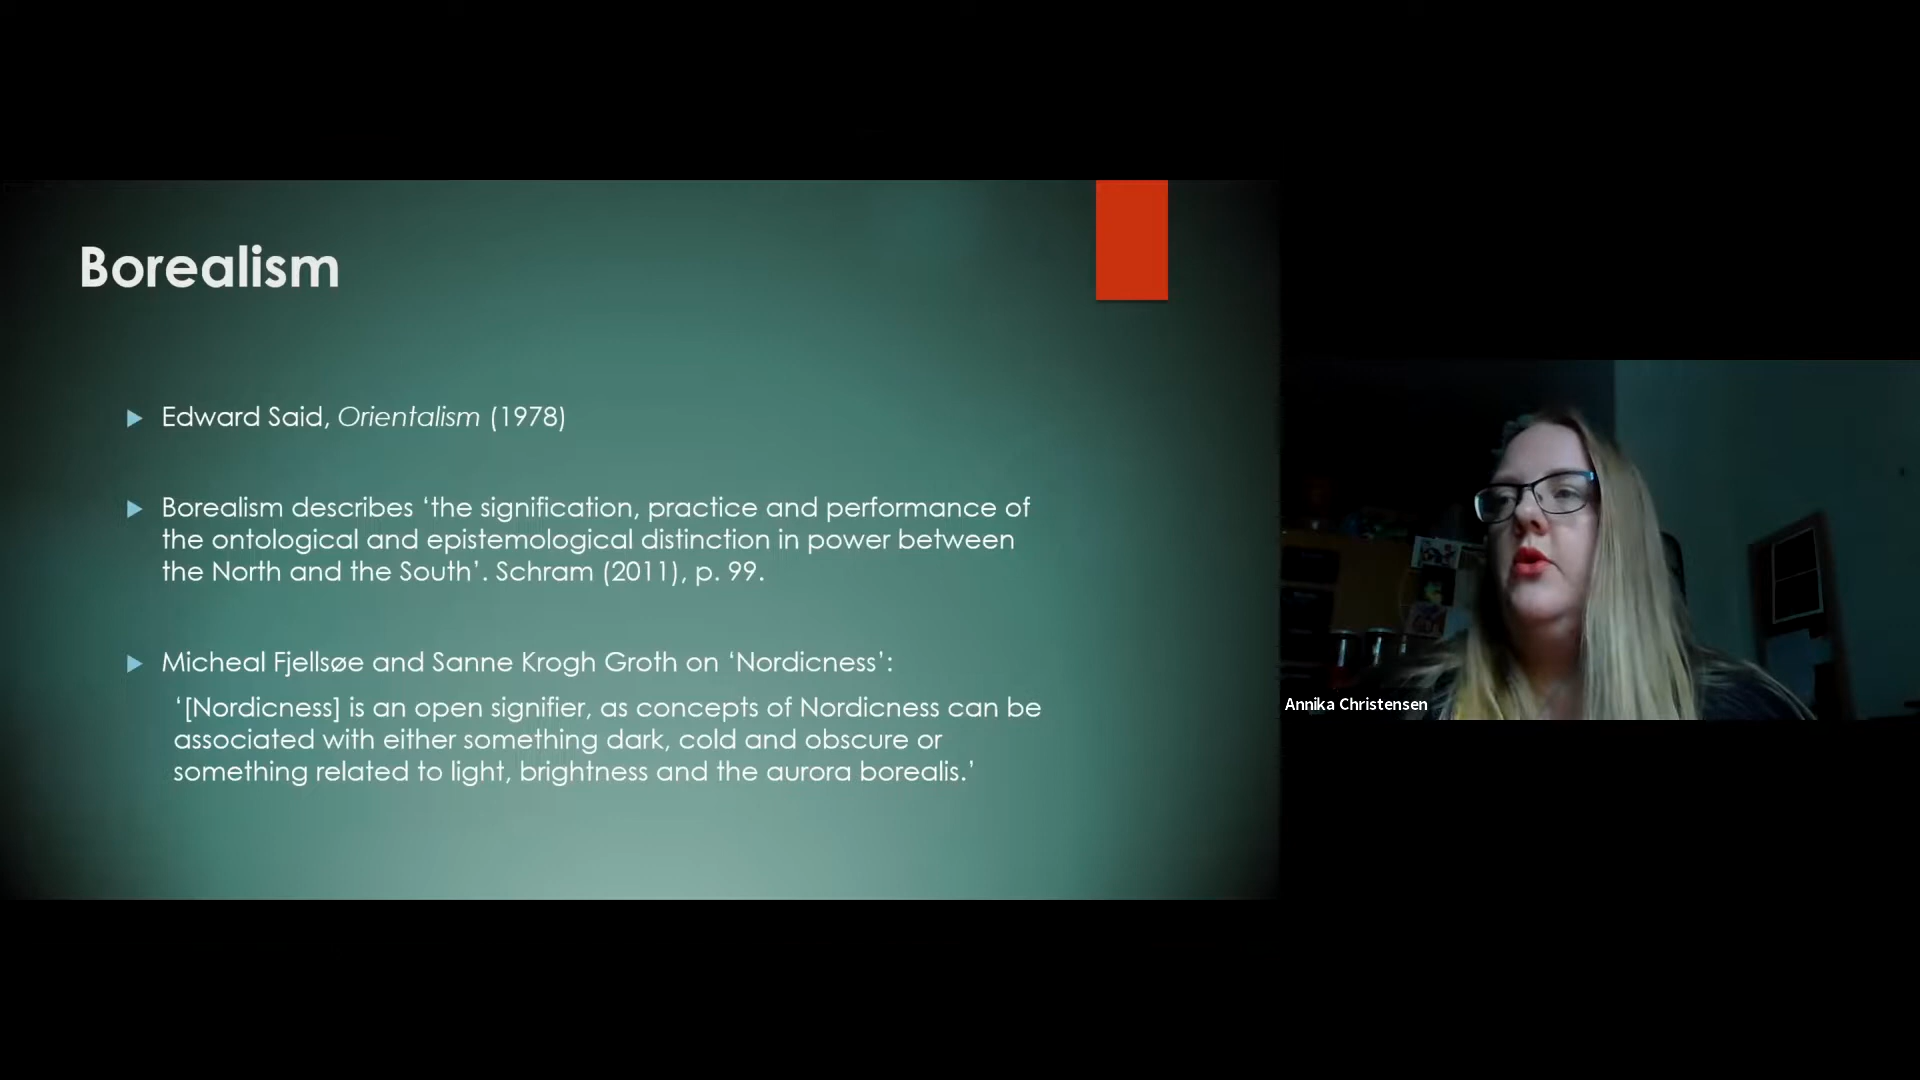 Borealism
Edward Said, Orientalism (1978)
Borealism describes ‘the signification, practice and performance of
the ontological and epistemological distinction in power between
the North and the South’. Schram (2011), p. 99.
Micheal Fjellsøe and Sanne Krogh Groth on ‘Nordicness’:
‘[Nordicness] is an open signifier, as concepts of Nordicness can be
associated with either something dark, cold and obscure or
something related to light, brightness and the aurora borealis.’
Annika Christensen